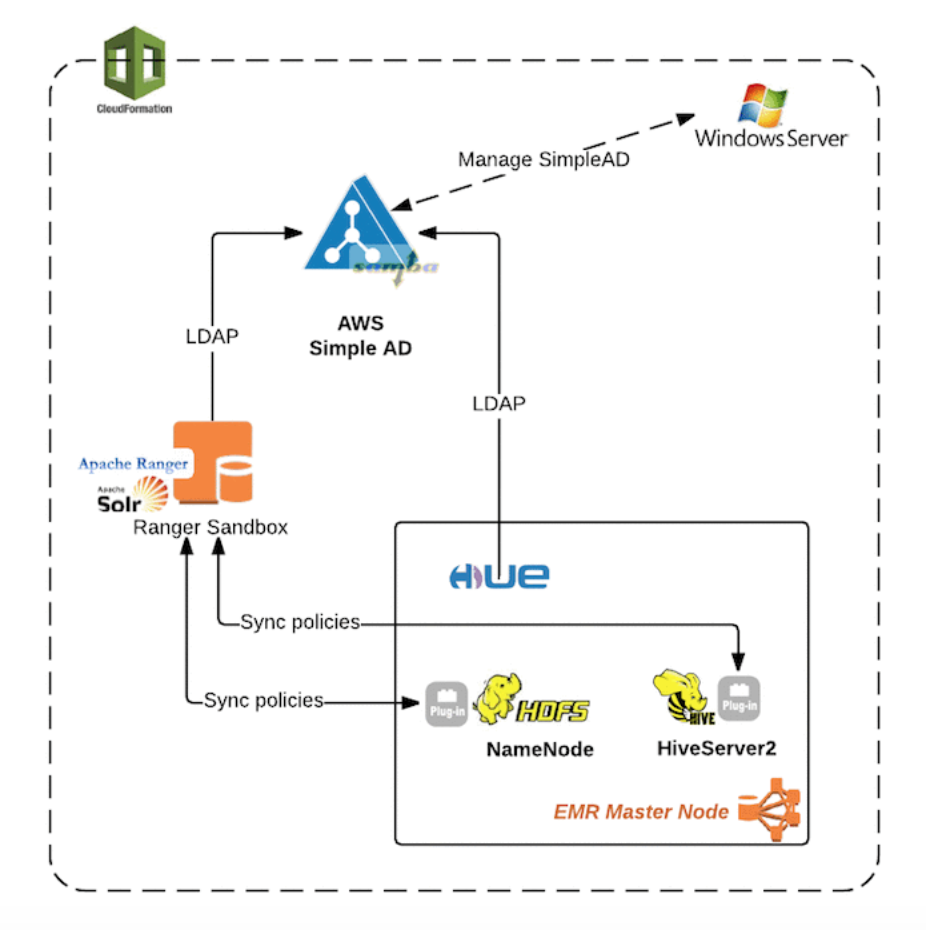 CloudFormation
Windows Server
Manage SimpleAD
samba
AWS
Simple AD
LDAP
LDAP
Apache Ranger
Apache
Solr
Ranger Sandbox
HUE
Sync policies
Sync policies
Plug-in
HDFS
HIVE
Plug-in
NameNode
HiveServer2
EMR Master Node